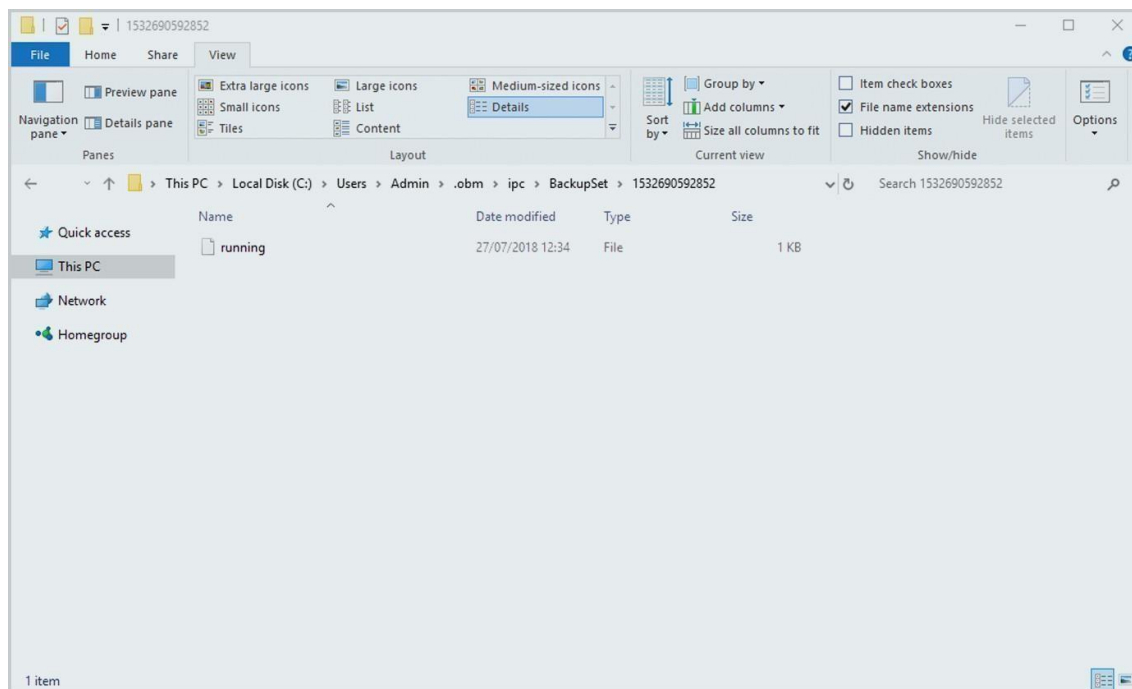 1532690592852
File Home Share View
Navigation pane
Preview pane
Details pane
Panes
Extra large icons Large icons Medium-sized icons
Small icons List Details
Tiles Content
Layout
Sort by
Group by
Add columns
Size all columns to fit
Current view
Item check boxes
File name extensions
Hidden items
Hide selected items
Show/hide
Options
This PC > Local Disk (C:) > Users > Admin > .obm > ipc > BackupSet > 1532690592852
Search 1532690592852
Quick access
This PC
Network
Homegroup
Name Date modified Type Size
running 27/07/2018 12:34 File 1 KB
1 item